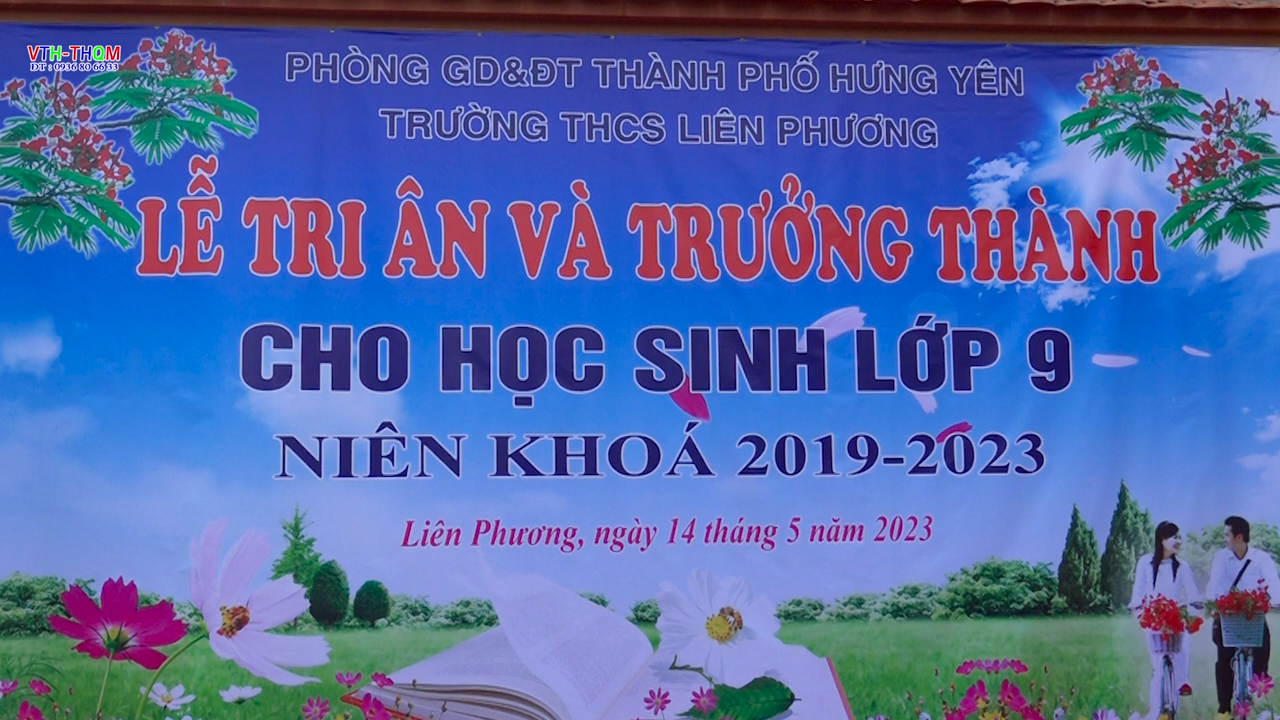 VTH-THQM
ĐT : 0936 80 66 33
PHÒNG GD&ĐT THÀNH PHỐ HƯNG YÊN
TRƯỜNG THCS LIÊN PHƯƠNG
LỄ TRI ÂN VÀ TRƯỞNG THÀNH
CHO HỌC SINH LỚP 9
NIÊN KHOÁ 2019-2023
Liên Phương, ngày 14 tháng 5 năm 2023